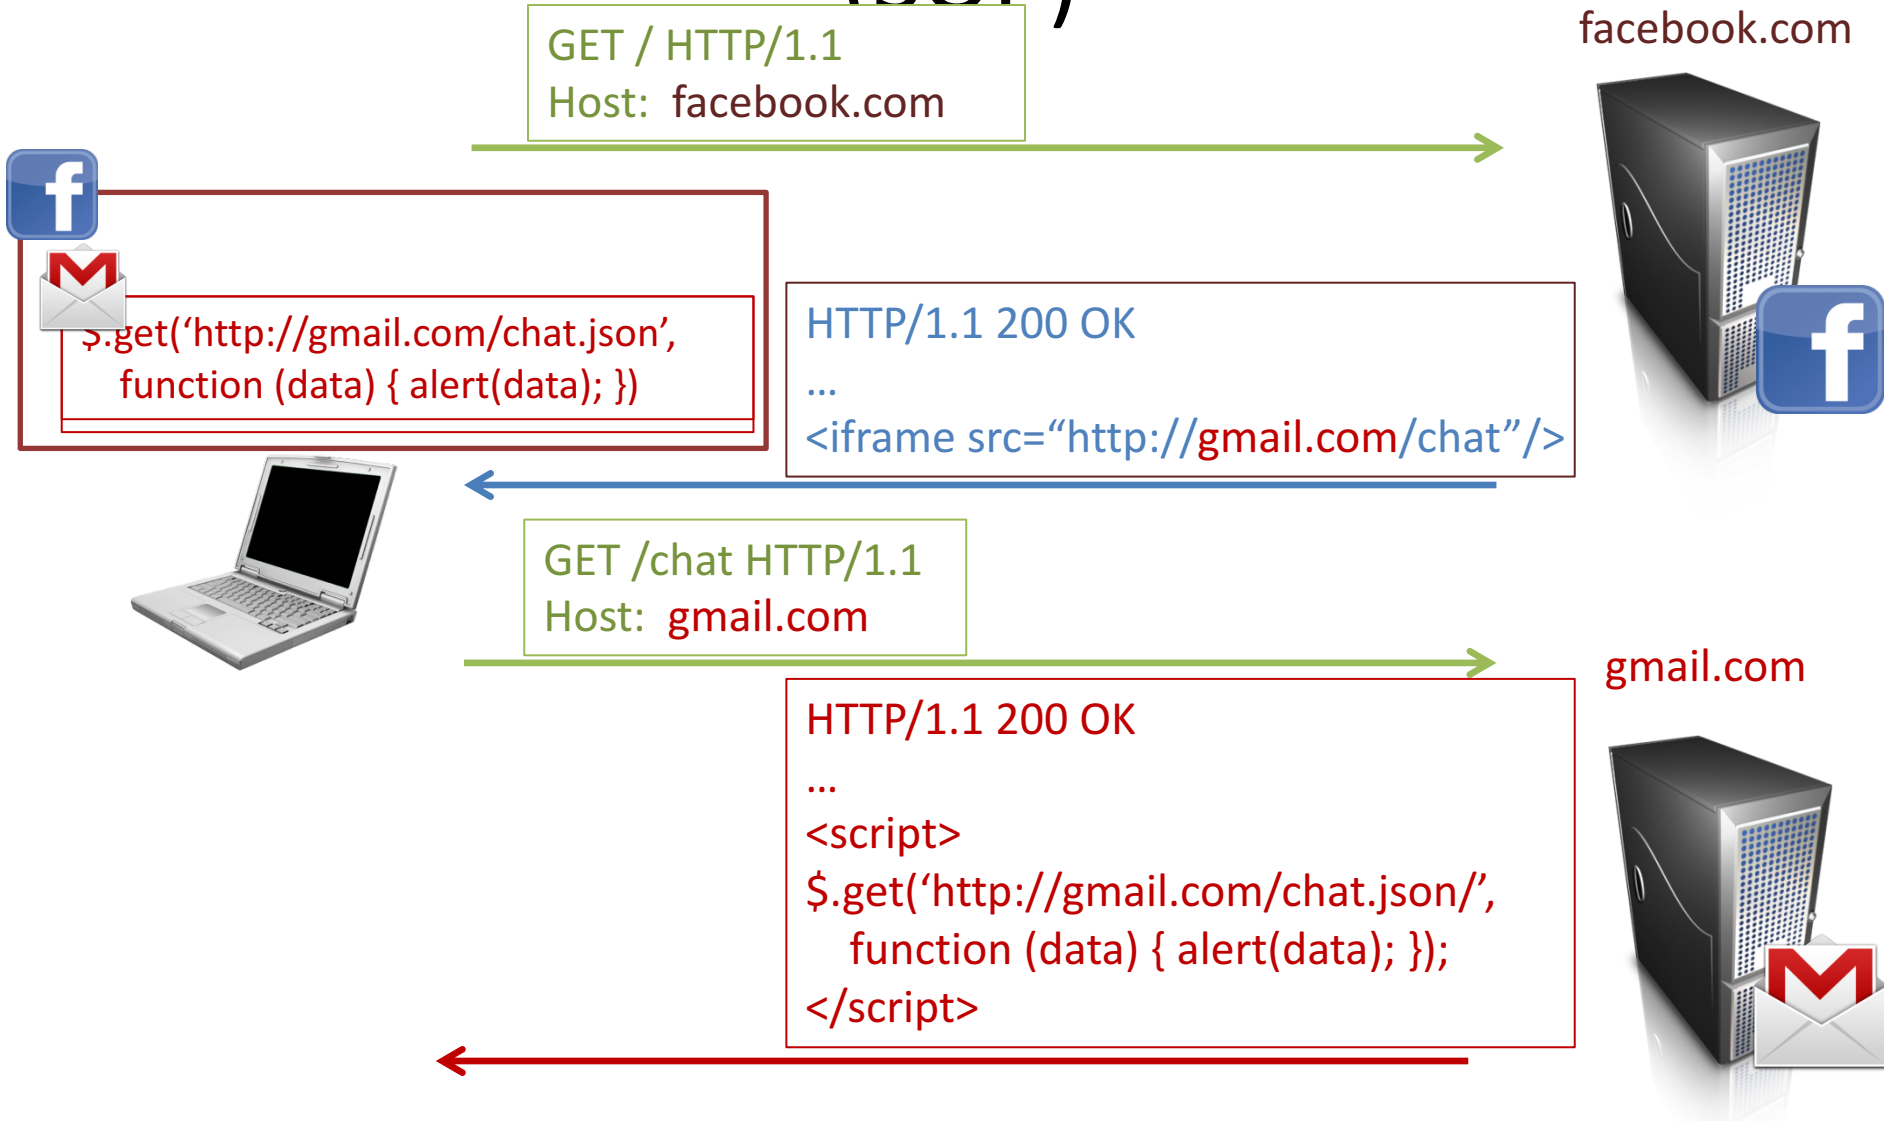 GET / HTTP/1.1
Host: facebook.com
facebook.com
$.get(‘http://gmail.com/chat.json’,
function (data) { alert(data); })
HTTP/1.1 200 OK
...
<iframe src=“http://gmail.com/chat”/>
GET /chat HTTP/1.1
Host: gmail.com
gmail.com
HTTP/1.1 200 OK
...
<script>
$.get(‘http://gmail.com/chat.json/’,
function (data) { alert(data); });
</script>